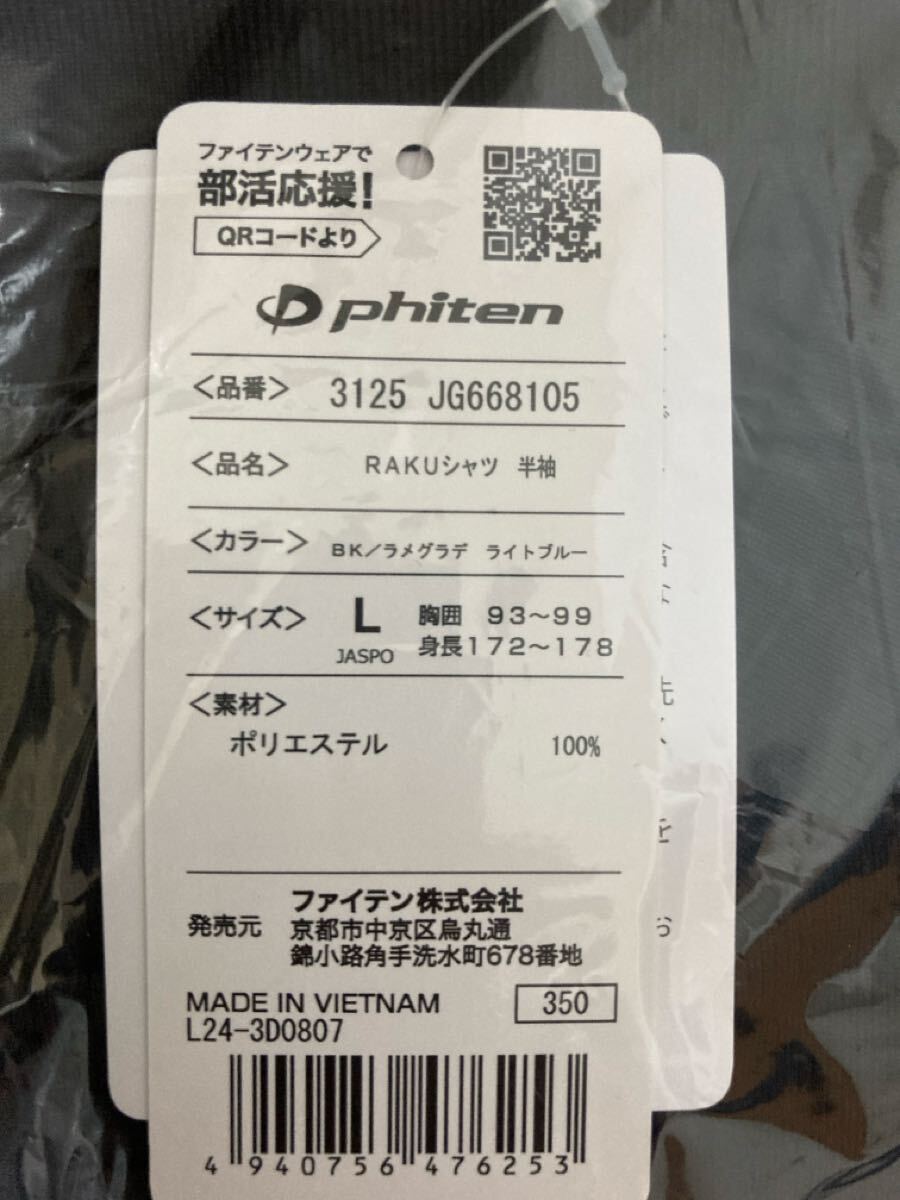 ファイテンウェアで
部活応援!
QRコードより
phiten
<品番> 3125 JG668105
<品名> RAKUシャツ 半袖
<カラー> BK/ラメグラデ ライトブルー
<サイズ> L 胸囲 93~99
JASPO 身長172~178
<素材>
ポリエステル 100%
発売元 ファイテン株式会社
京都市中京区烏丸通
錦小路角手洗水町678番地
MADE IN VIETNAM 350
L24-3D0807
4 940756 476253